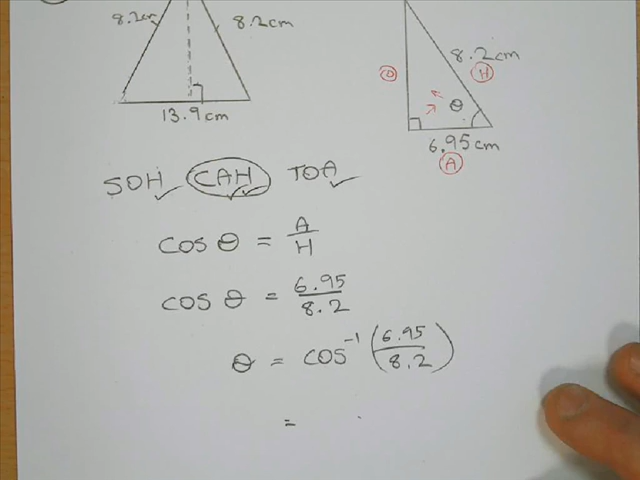 8.2cm 8.2cm
13.9cm
8.2cm
O H
θ
6.95cm
A
SOH CAH TOA
cos θ = A/H
cos θ = 6.95/8.2
θ = cos⁻¹(6.95/8.2)
=